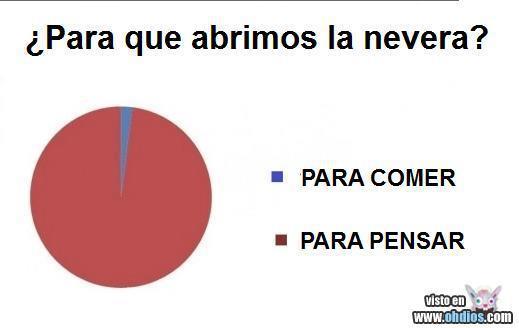 ¿Para que abrimos la nevera?
PARA COMER
PARA PENSAR
visto en
www.ohdios.com